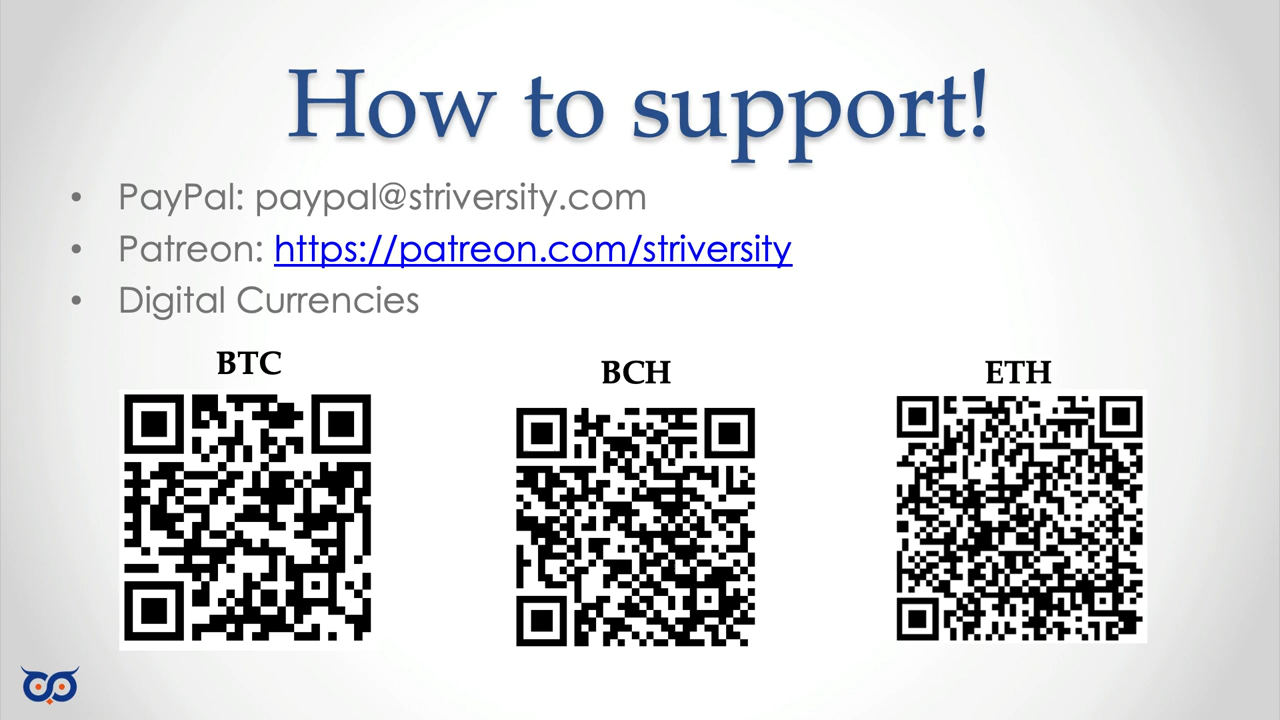 How to support!
• PayPal: paypal@striversity.com
• Patreon: https://patreon.com/striversity
• Digital Currencies
BTC
BCH
ETH